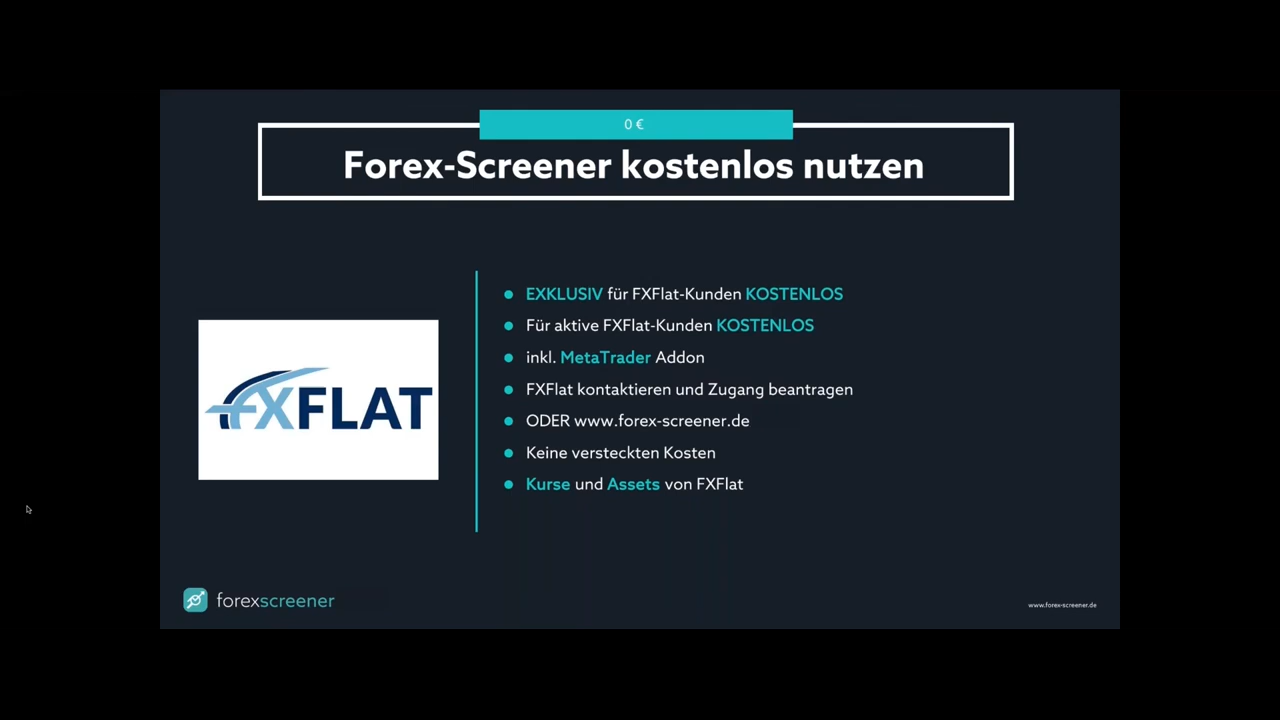 0 €
Forex-Screener kostenlos nutzen
EXKLUSIV für FXFlat-Kunden KOSTENLOS
Für aktive FXFlat-Kunden KOSTENLOS
inkl. MetaTrader Addon
FXFlat kontaktieren und Zugang beantragen
ODER www.forex-screener.de
Keine versteckten Kosten
Kurse und Assets von FXFlat
FXFLAT
forexscreener
www.forex-screener.de